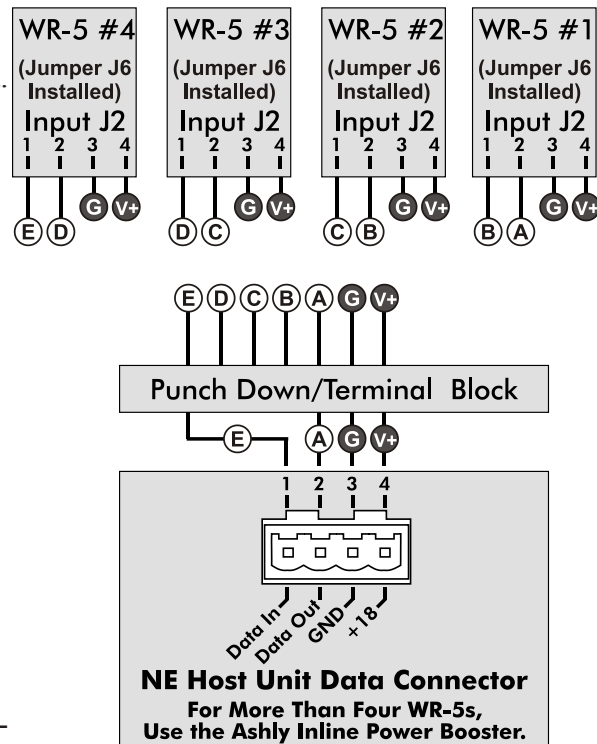 WR-5 #4 WR-5 #3 WR-5 #2 WR-5 #1
(Jumper J6 (Jumper J6 (Jumper J6 (Jumper J6
Installed) Installed) Installed) Installed)
Input J2 Input J2 Input J2 Input J2
1 2 3 4 1 2 3 4 1 2 3 4 1 2 3 4
G V+ G V+ G V+ G V+
E D D C C B B A
E D C B A G V+
Punch Down/Terminal Block
E A G V+
1 2 3 4
Data In Data Out GND +18
NE Host Unit Data Connector
For More Than Four WR-5s,
Use the Ashly Inline Power Booster.